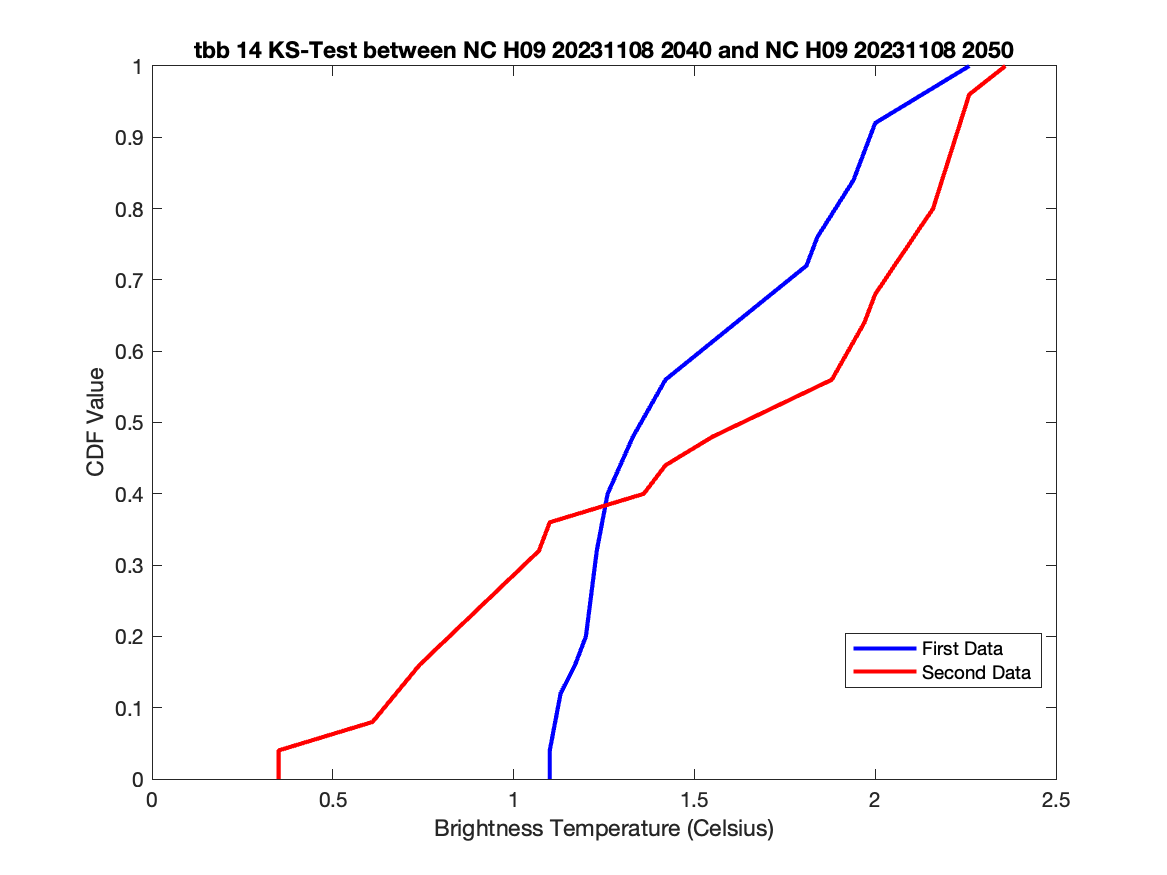 tbb 14 KS-Test between NC H09 20231108 2040 and NC H09 20231108 2050
1
0.9
0.8
0.7
0.6
0.5
0.4
0.3
0.2
0.1
0
CDF Value
First Data
Second Data
0 0.5 1 1.5 2 2.5
Brightness Temperature (Celsius)